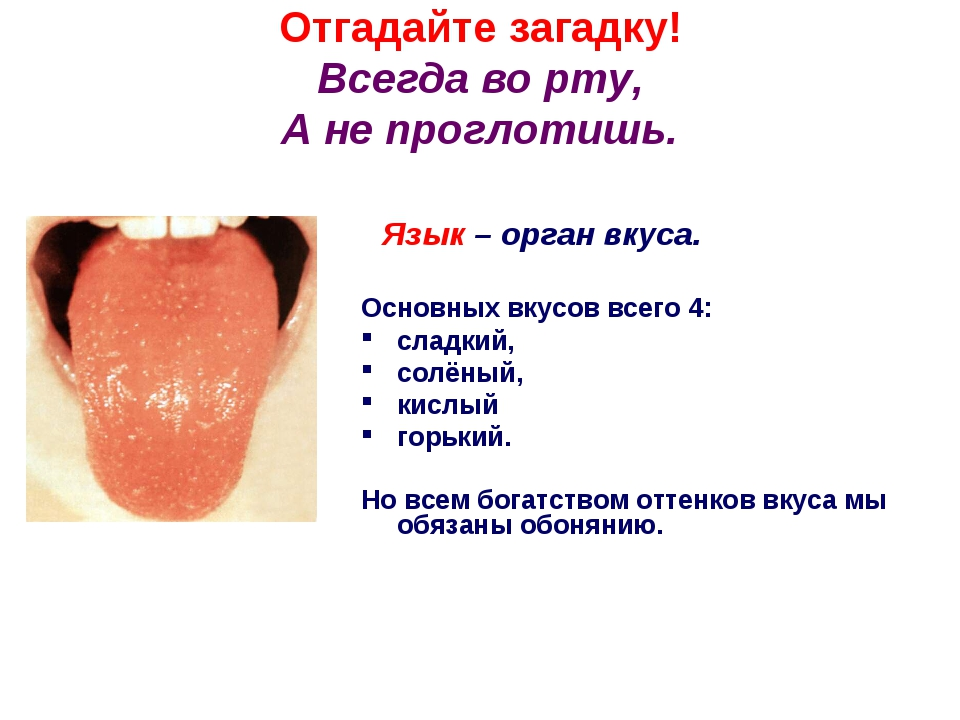 Отгадайте загадку!
Всегда во рту,
А не проглотишь.
Язык – орган вкуса.
Основных вкусов всего 4:
▪ сладкий,
▪ солёный,
▪ кислый
▪ горький.
Но всем богатством оттенков вкуса мы
обязаны обонянию.